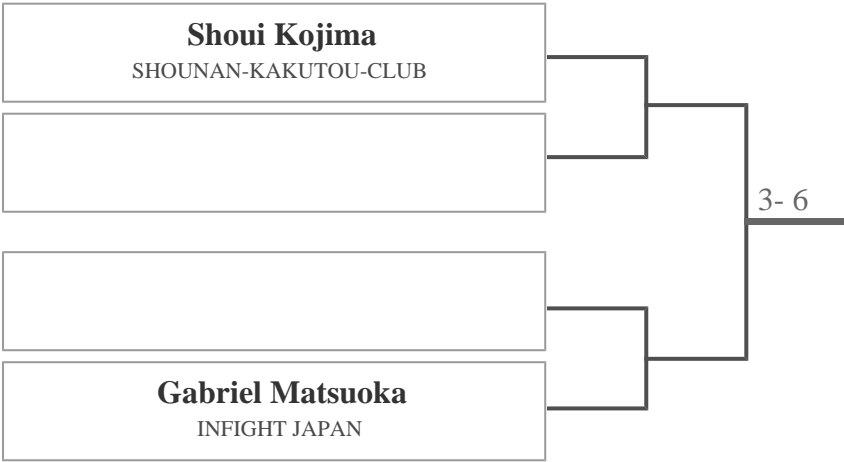 Shoui Kojima
SHOUNAN-KAKUTOU-CLUB
3- 6
Gabriel Matsuoka
INFIGHT JAPAN